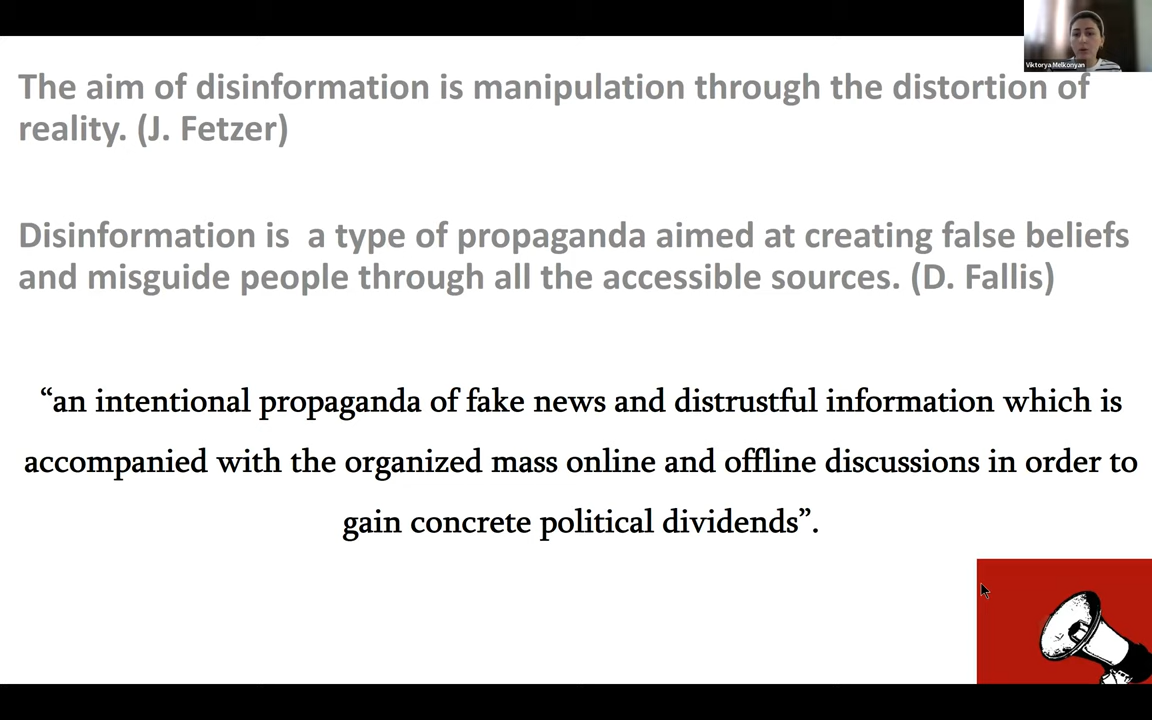 Viktorya Melkonyan
The aim of disinformation is manipulation through the distortion of
reality. (J. Fetzer)
Disinformation is  a type of propaganda aimed at creating false beliefs
and misguide people through all the accessible sources. (D. Fallis)
“an intentional propaganda of fake news and distrustful information which is
accompanied with the organized mass online and offline discussions in order to
gain concrete political dividends”.